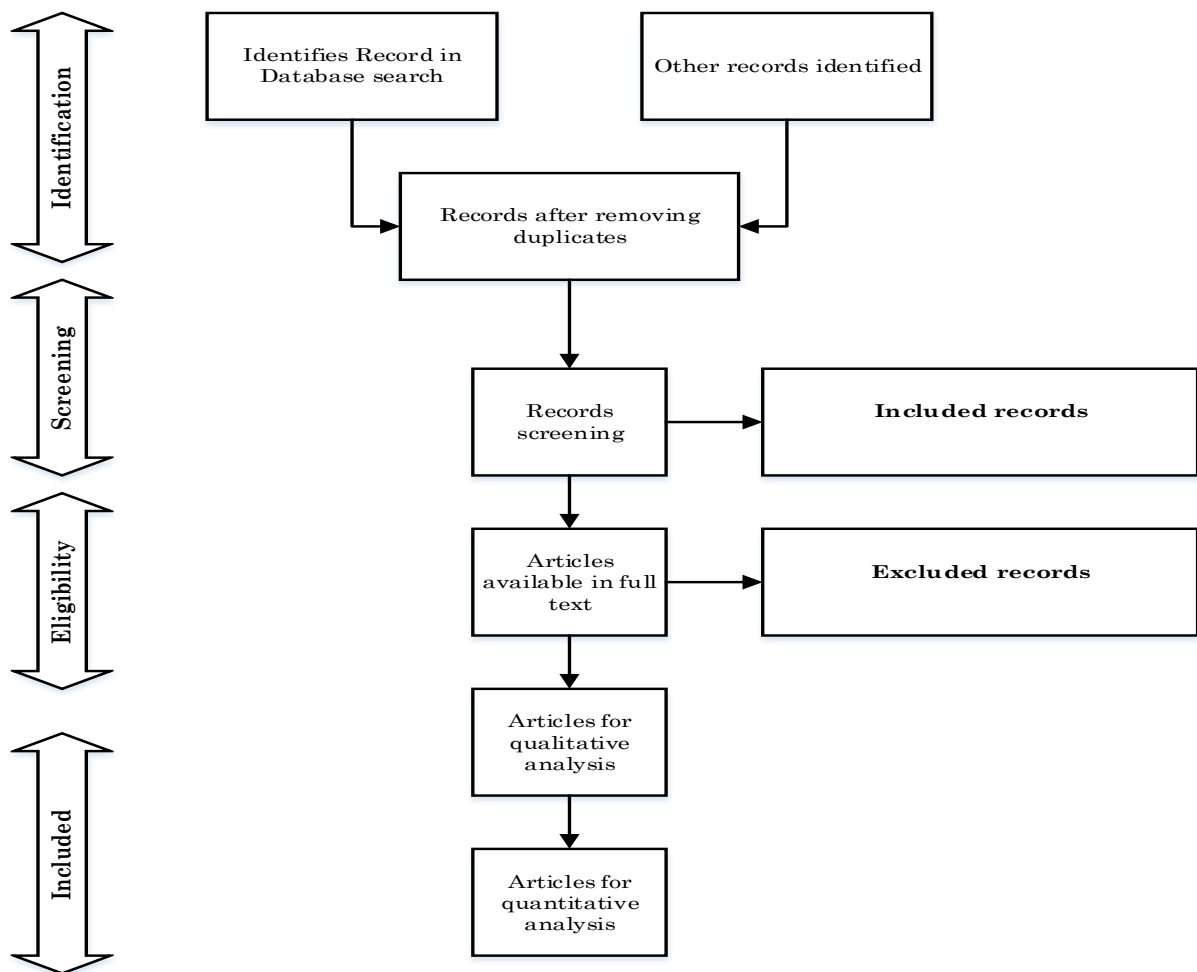 Identification
Identifies Record in
Database search
Other records identified
Records after removing
duplicates
Screening
Records
screening
Included records
Eligibility
Articles
available in full
text
Excluded records
Included
Articles for
qualitative
analysis
Articles for
quantitative
analysis